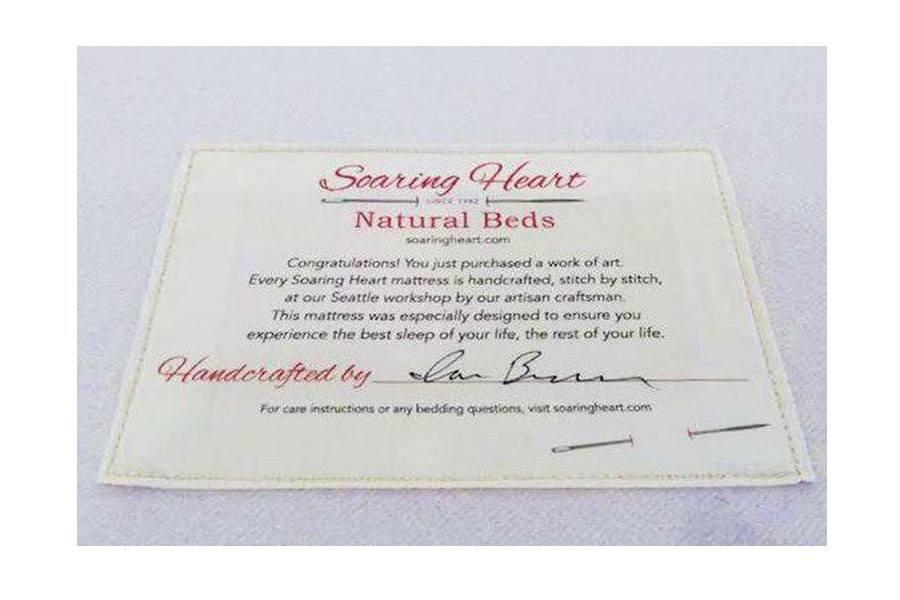 Soaring Heart
SINCE 1982
Natural Beds
soaringheart.com
Congratulations! You just purchased a work of art.
Every Soaring Heart mattress is handcrafted, stitch by stitch,
at our Seattle workshop by our artisan craftsman.
This mattress was especially designed to ensure you
experience the best sleep of your life, the rest of your life.
Handcrafted by
For care instructions or any bedding questions, visit soaringheart.com